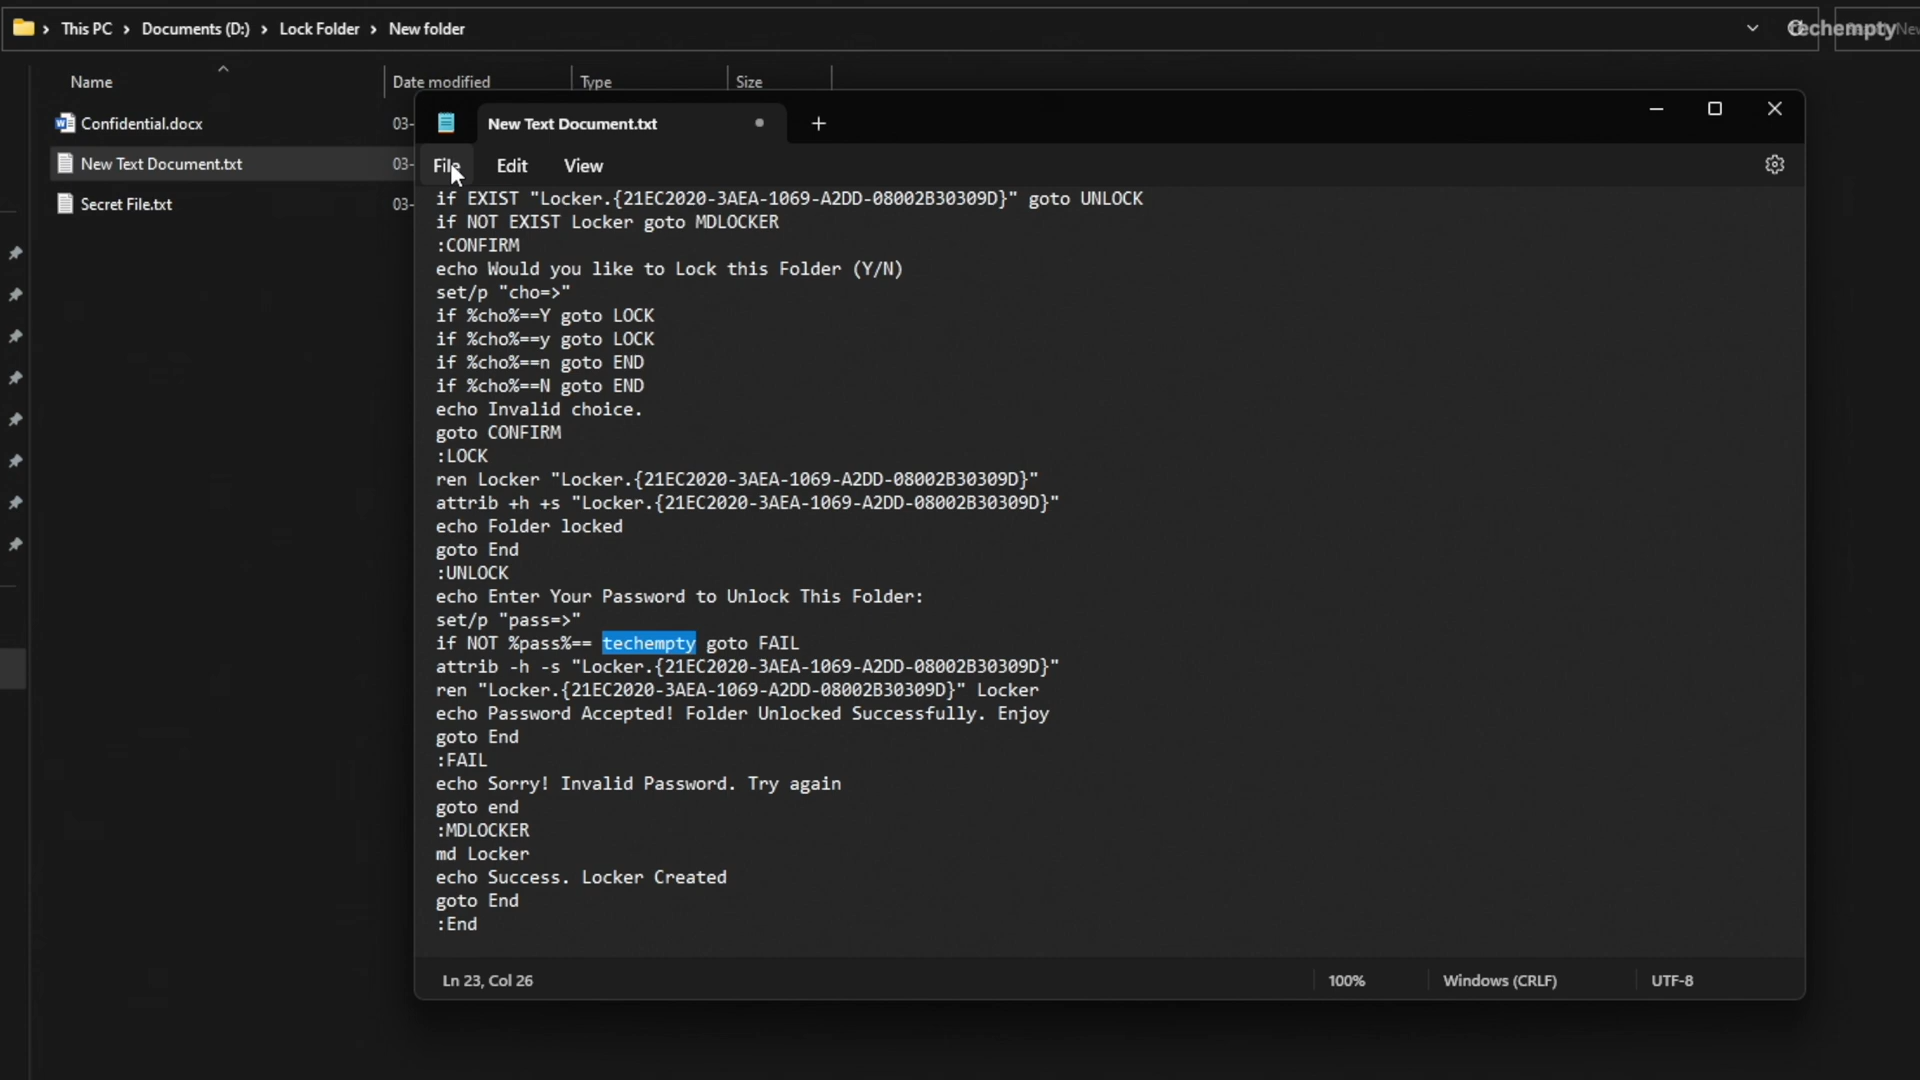 This PC > Documents (D:) > Lock Folder > New folder
techempty
Name
Date modified
Type
Size
Confidential.docx
03-
New Text Document.txt
03-
Secret File.txt
03-
New Text Document.txt
File
Edit
View
if EXIST "Locker.{21EC2020-3AEA-1069-A2DD-08002B30309D}" goto UNLOCK
if NOT EXIST Locker goto MDLOCKER
:CONFIRM
echo Would you like to Lock this Folder (Y/N)
set/p "cho=>"
if %cho%==Y goto LOCK
if %cho%==y goto LOCK
if %cho%==n goto END
if %cho%==N goto END
echo Invalid choice.
goto CONFIRM
:LOCK
ren Locker "Locker.{21EC2020-3AEA-1069-A2DD-08002B30309D}"
attrib +h +s "Locker.{21EC2020-3AEA-1069-A2DD-08002B30309D}"
echo Folder locked
goto End
:UNLOCK
echo Enter Your Password to Unlock This Folder:
set/p "pass=>"
if NOT %pass%== techempty goto FAIL
attrib -h -s "Locker.{21EC2020-3AEA-1069-A2DD-08002B30309D}"
ren "Locker.{21EC2020-3AEA-1069-A2DD-08002B30309D}" Locker
echo Password Accepted! Folder Unlocked Successfully. Enjoy
goto End
:FAIL
echo Sorry! Invalid Password. Try again
goto end
:MDLOCKER
md Locker
echo Success. Locker Created
goto End
:End
Ln 23, Col 26
100%
Windows (CRLF)
UTF-8